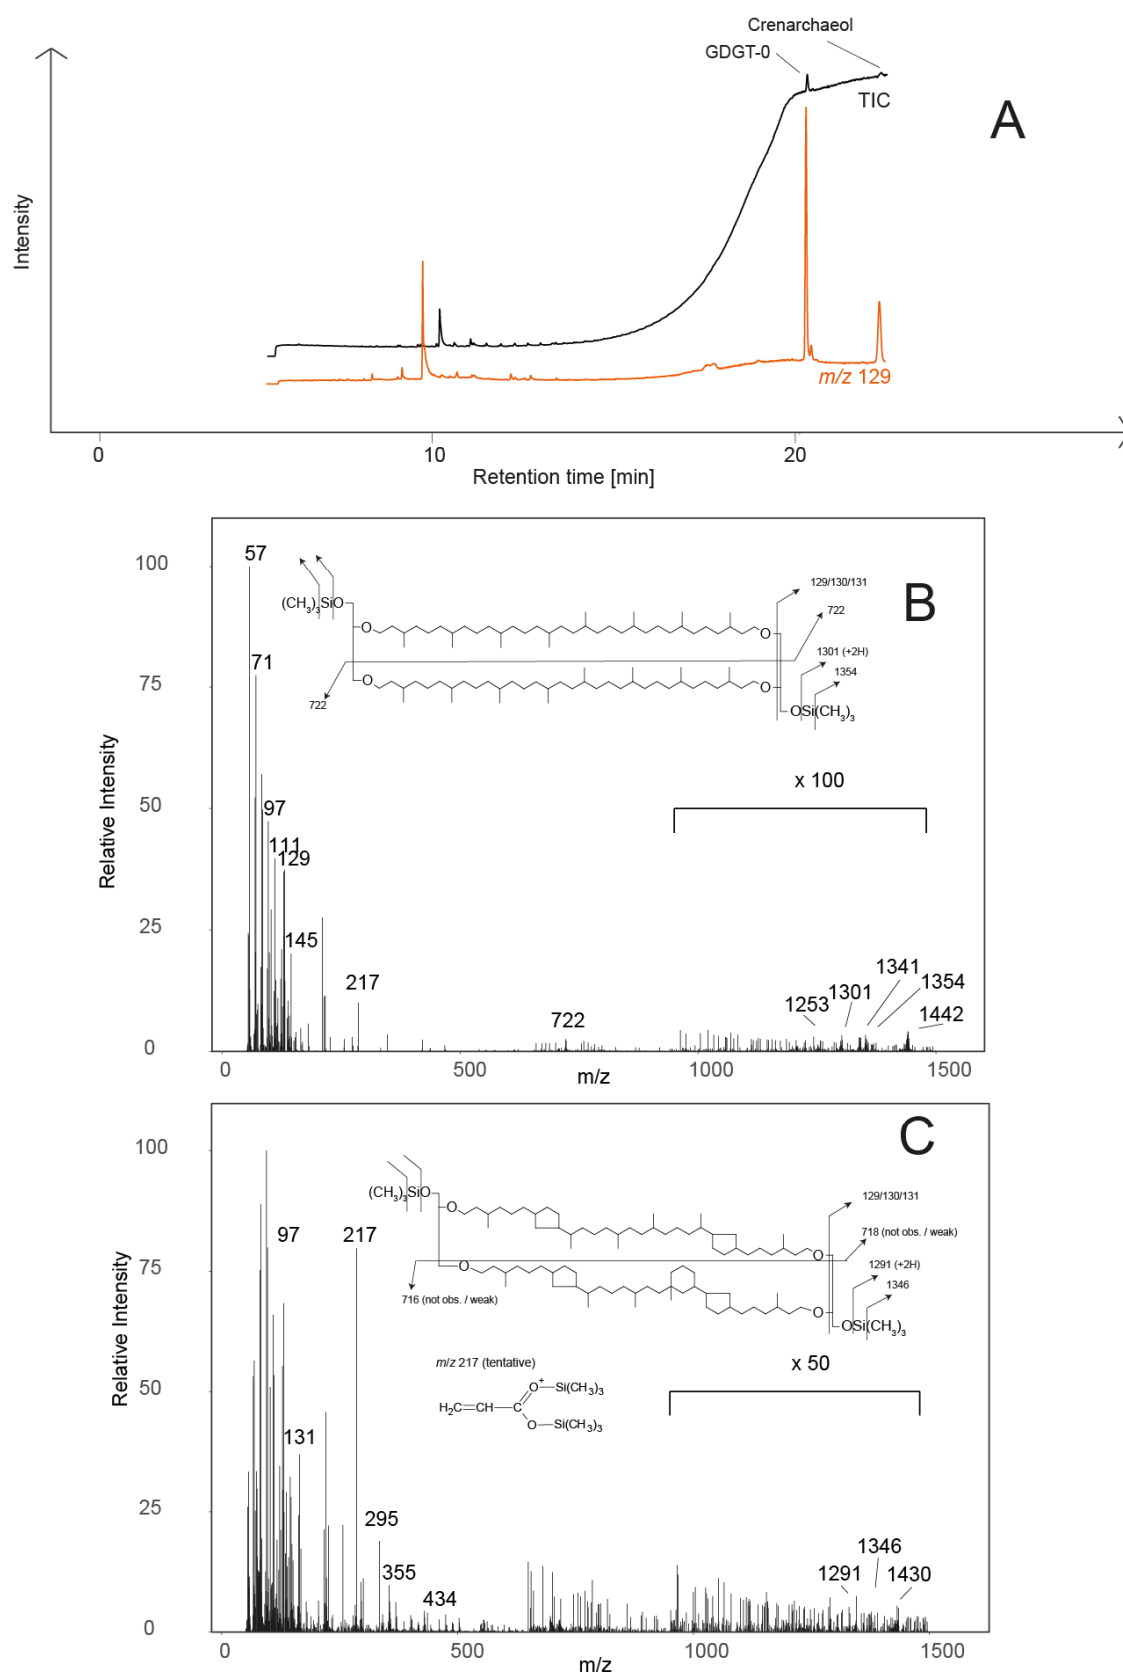 Crenarchaeol
GDGT-0
TIC
A
Intensity
m/z 129
0 10 20
Retention time [min]
B
100
57
129/130/131
(CH3)3SiO
O O
722
71
1301 (+2H)
75
O O
1354
722
OSi(CH3)3
x 100
50
97
111
129
Relative Intensity
25
145
217
722
1253 1301 1341 1354 1442
0
0 500 1000 1500
m/z
C
100
(CH3)3SiO
129/130/131
O
718 (not obs. / weak)
97 217
O
1291 (+2H)
75
O
1346
716 (not obs. / weak)
O
OSi(CH3)3
m/z 217 (tentative)
x 50
50
O+—Si(CH3)3
H2C=CH—C
O—Si(CH3)3
Relative Intensity
131
25
295
355
434
1291 1346 1430
0
0 500 1000 1500
m/z